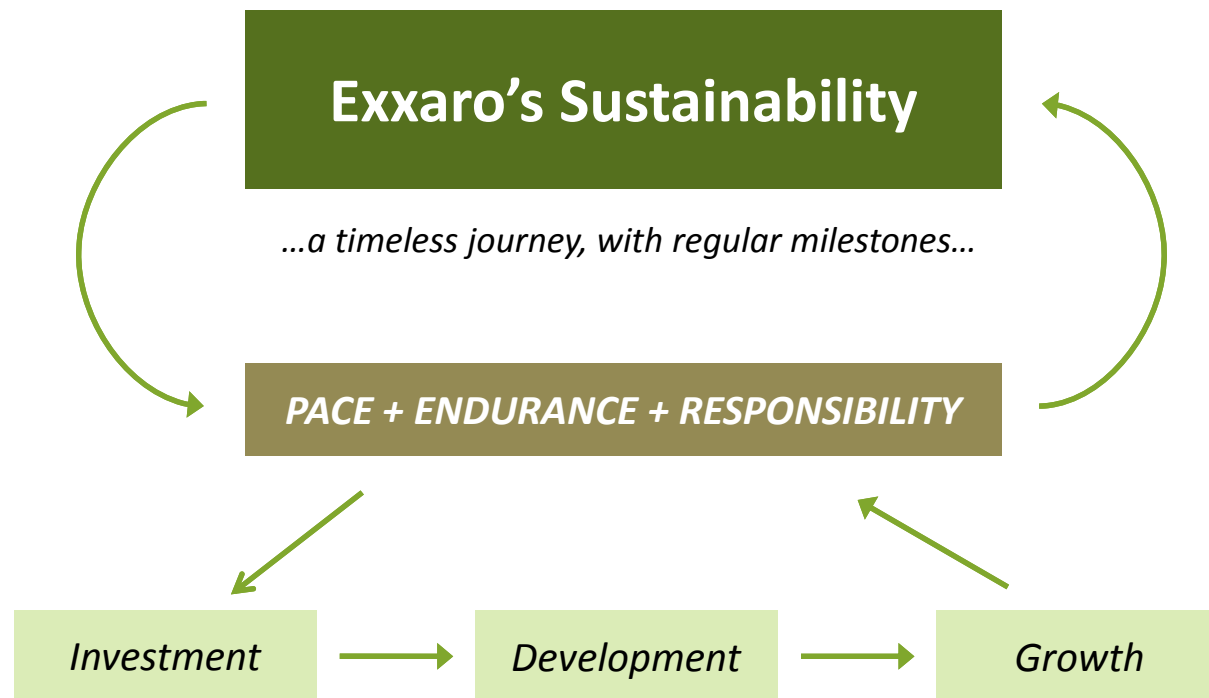 Exxaro’s Sustainability
…a timeless journey, with regular milestones…
PACE + ENDURANCE + RESPONSIBILITY
Investment
Development
Growth